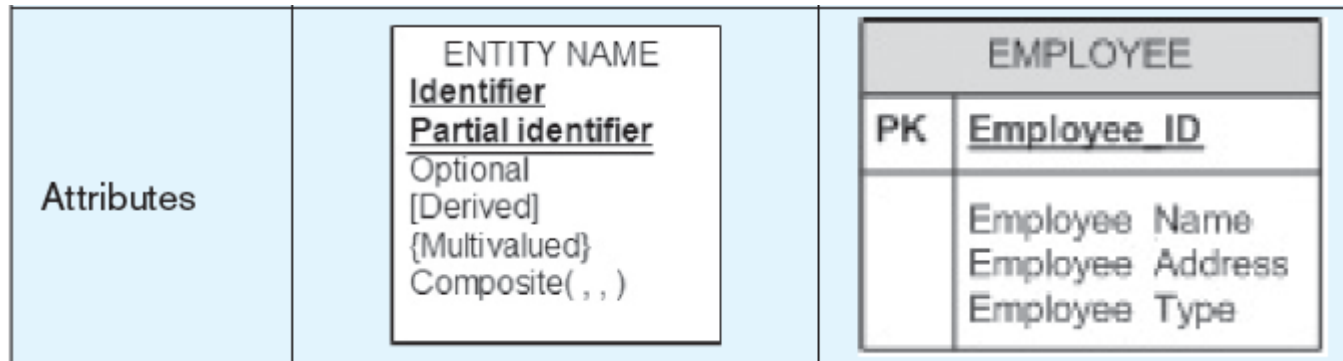 Attributes
ENTITY NAME
Identifier
Partial identifier
Optional
[Derived]
{Multivalued}
Composite( , , )
EMPLOYEE
PK Employee_ID
Employee Name
Employee Address
Employee Type